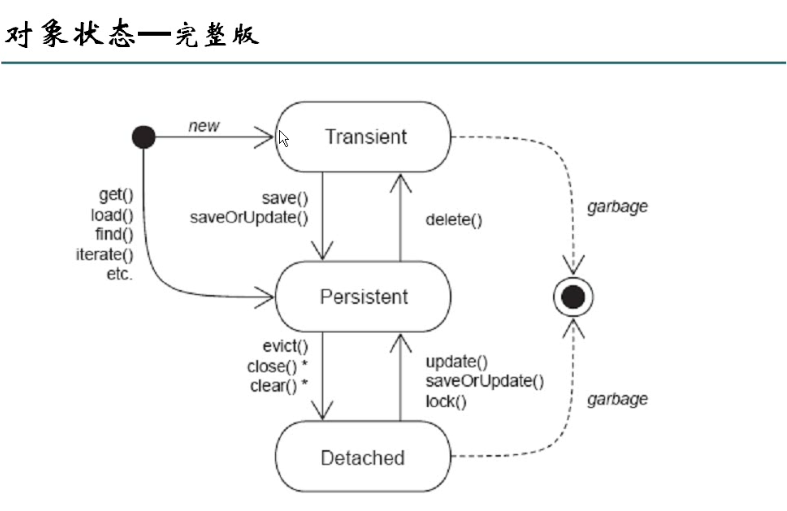 对象状态—完整版
new
Transient
get()
load()
find()
iterate()
etc.
save()
saveOrUpdate()
delete()
garbage
Persistent
evict()
close() *
clear() *
update()
saveOrUpdate()
lock()
garbage
Detached